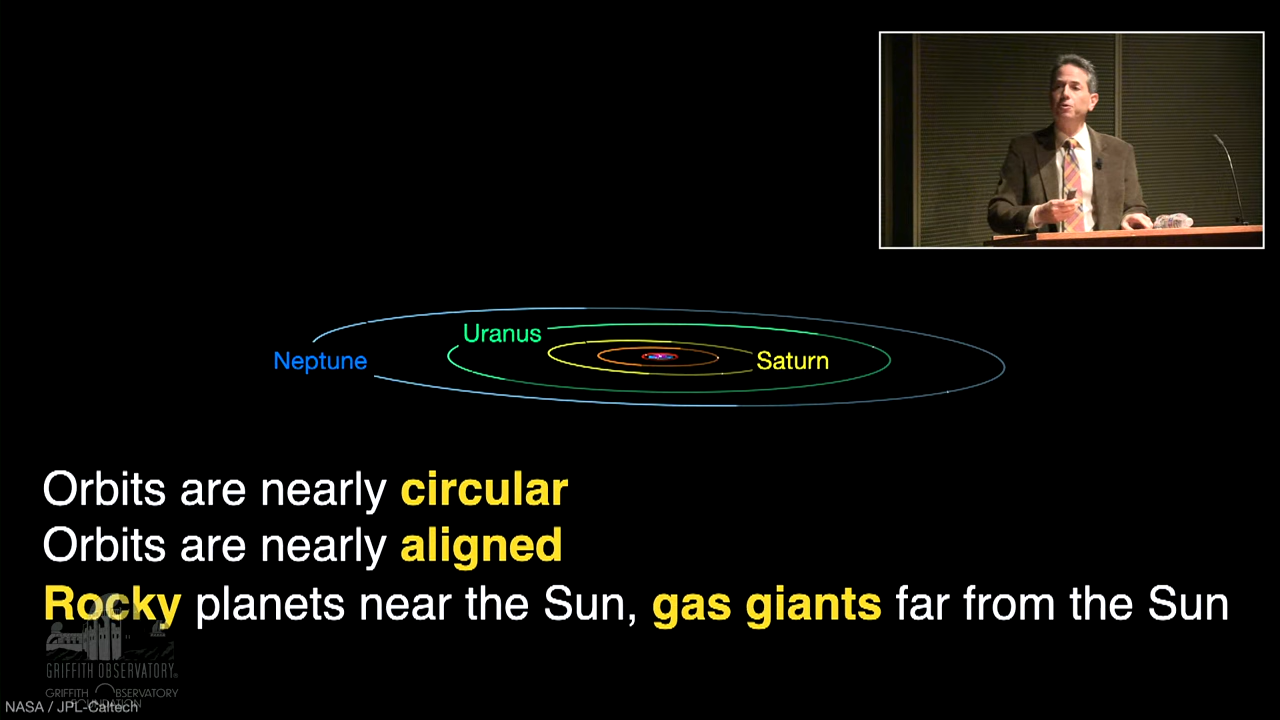 Uranus
Neptune
Saturn
Orbits are nearly circular
Orbits are nearly aligned
Rocky planets near the Sun, gas giants far from the Sun
GRIFFITH OBSERVATORY
GRIFFITH OBSERVATORY
FOUNDATION
NASA / JPL-Caltech